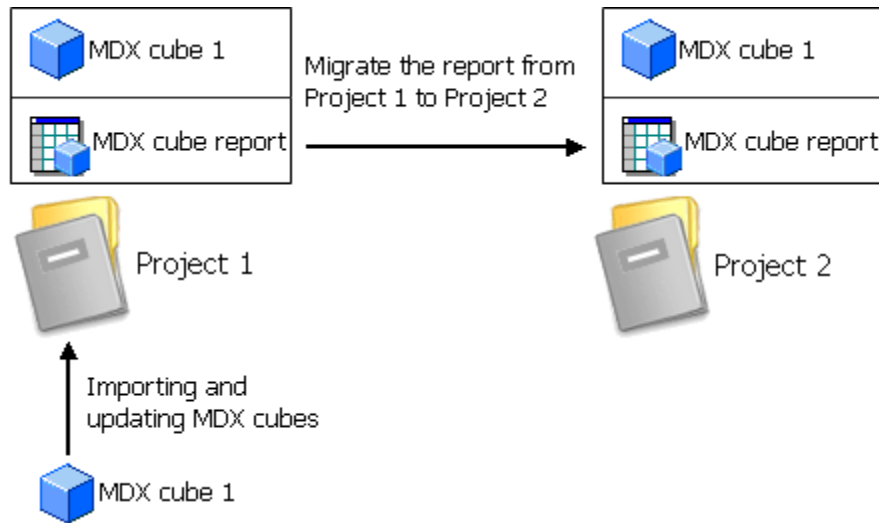 MDX cube 1
MDX cube report
Project 1
Migrate the report from
Project 1 to Project 2
MDX cube 1
MDX cube report
Project 2
Importing and
updating MDX cubes
MDX cube 1